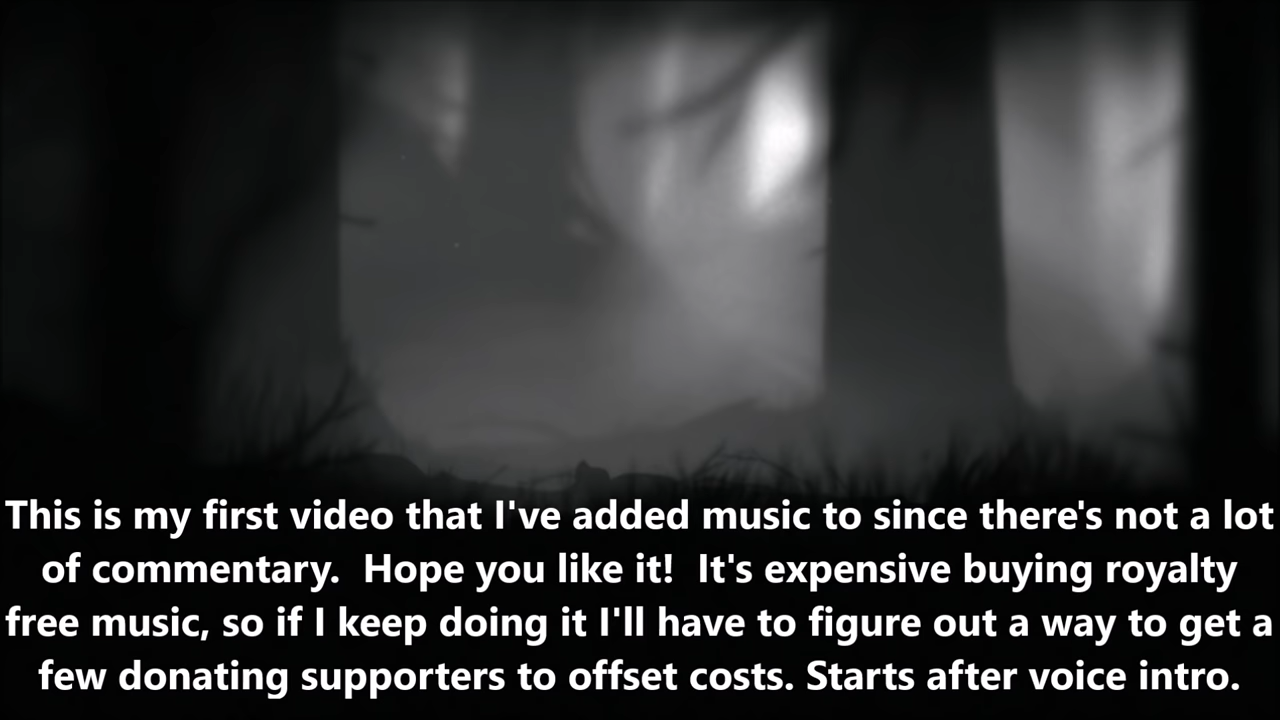 This is my first video that I've added music to since there's not a lot
of commentary.  Hope you like it!  It's expensive buying royalty
free music, so if I keep doing it I'll have to figure out a way to get a
few donating supporters to offset costs. Starts after voice intro.